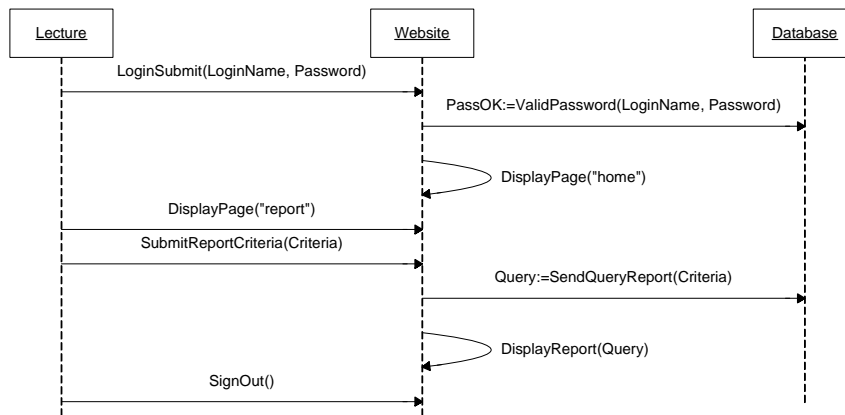 Lecture
Website
Database
LoginSubmit(LoginName, Password)
PassOK:=ValidPassword(LoginName, Password)
DisplayPage("home")
DisplayPage("report")
SubmitReportCriteria(Criteria)
Query:=SendQueryReport(Criteria)
DisplayReport(Query)
SignOut()